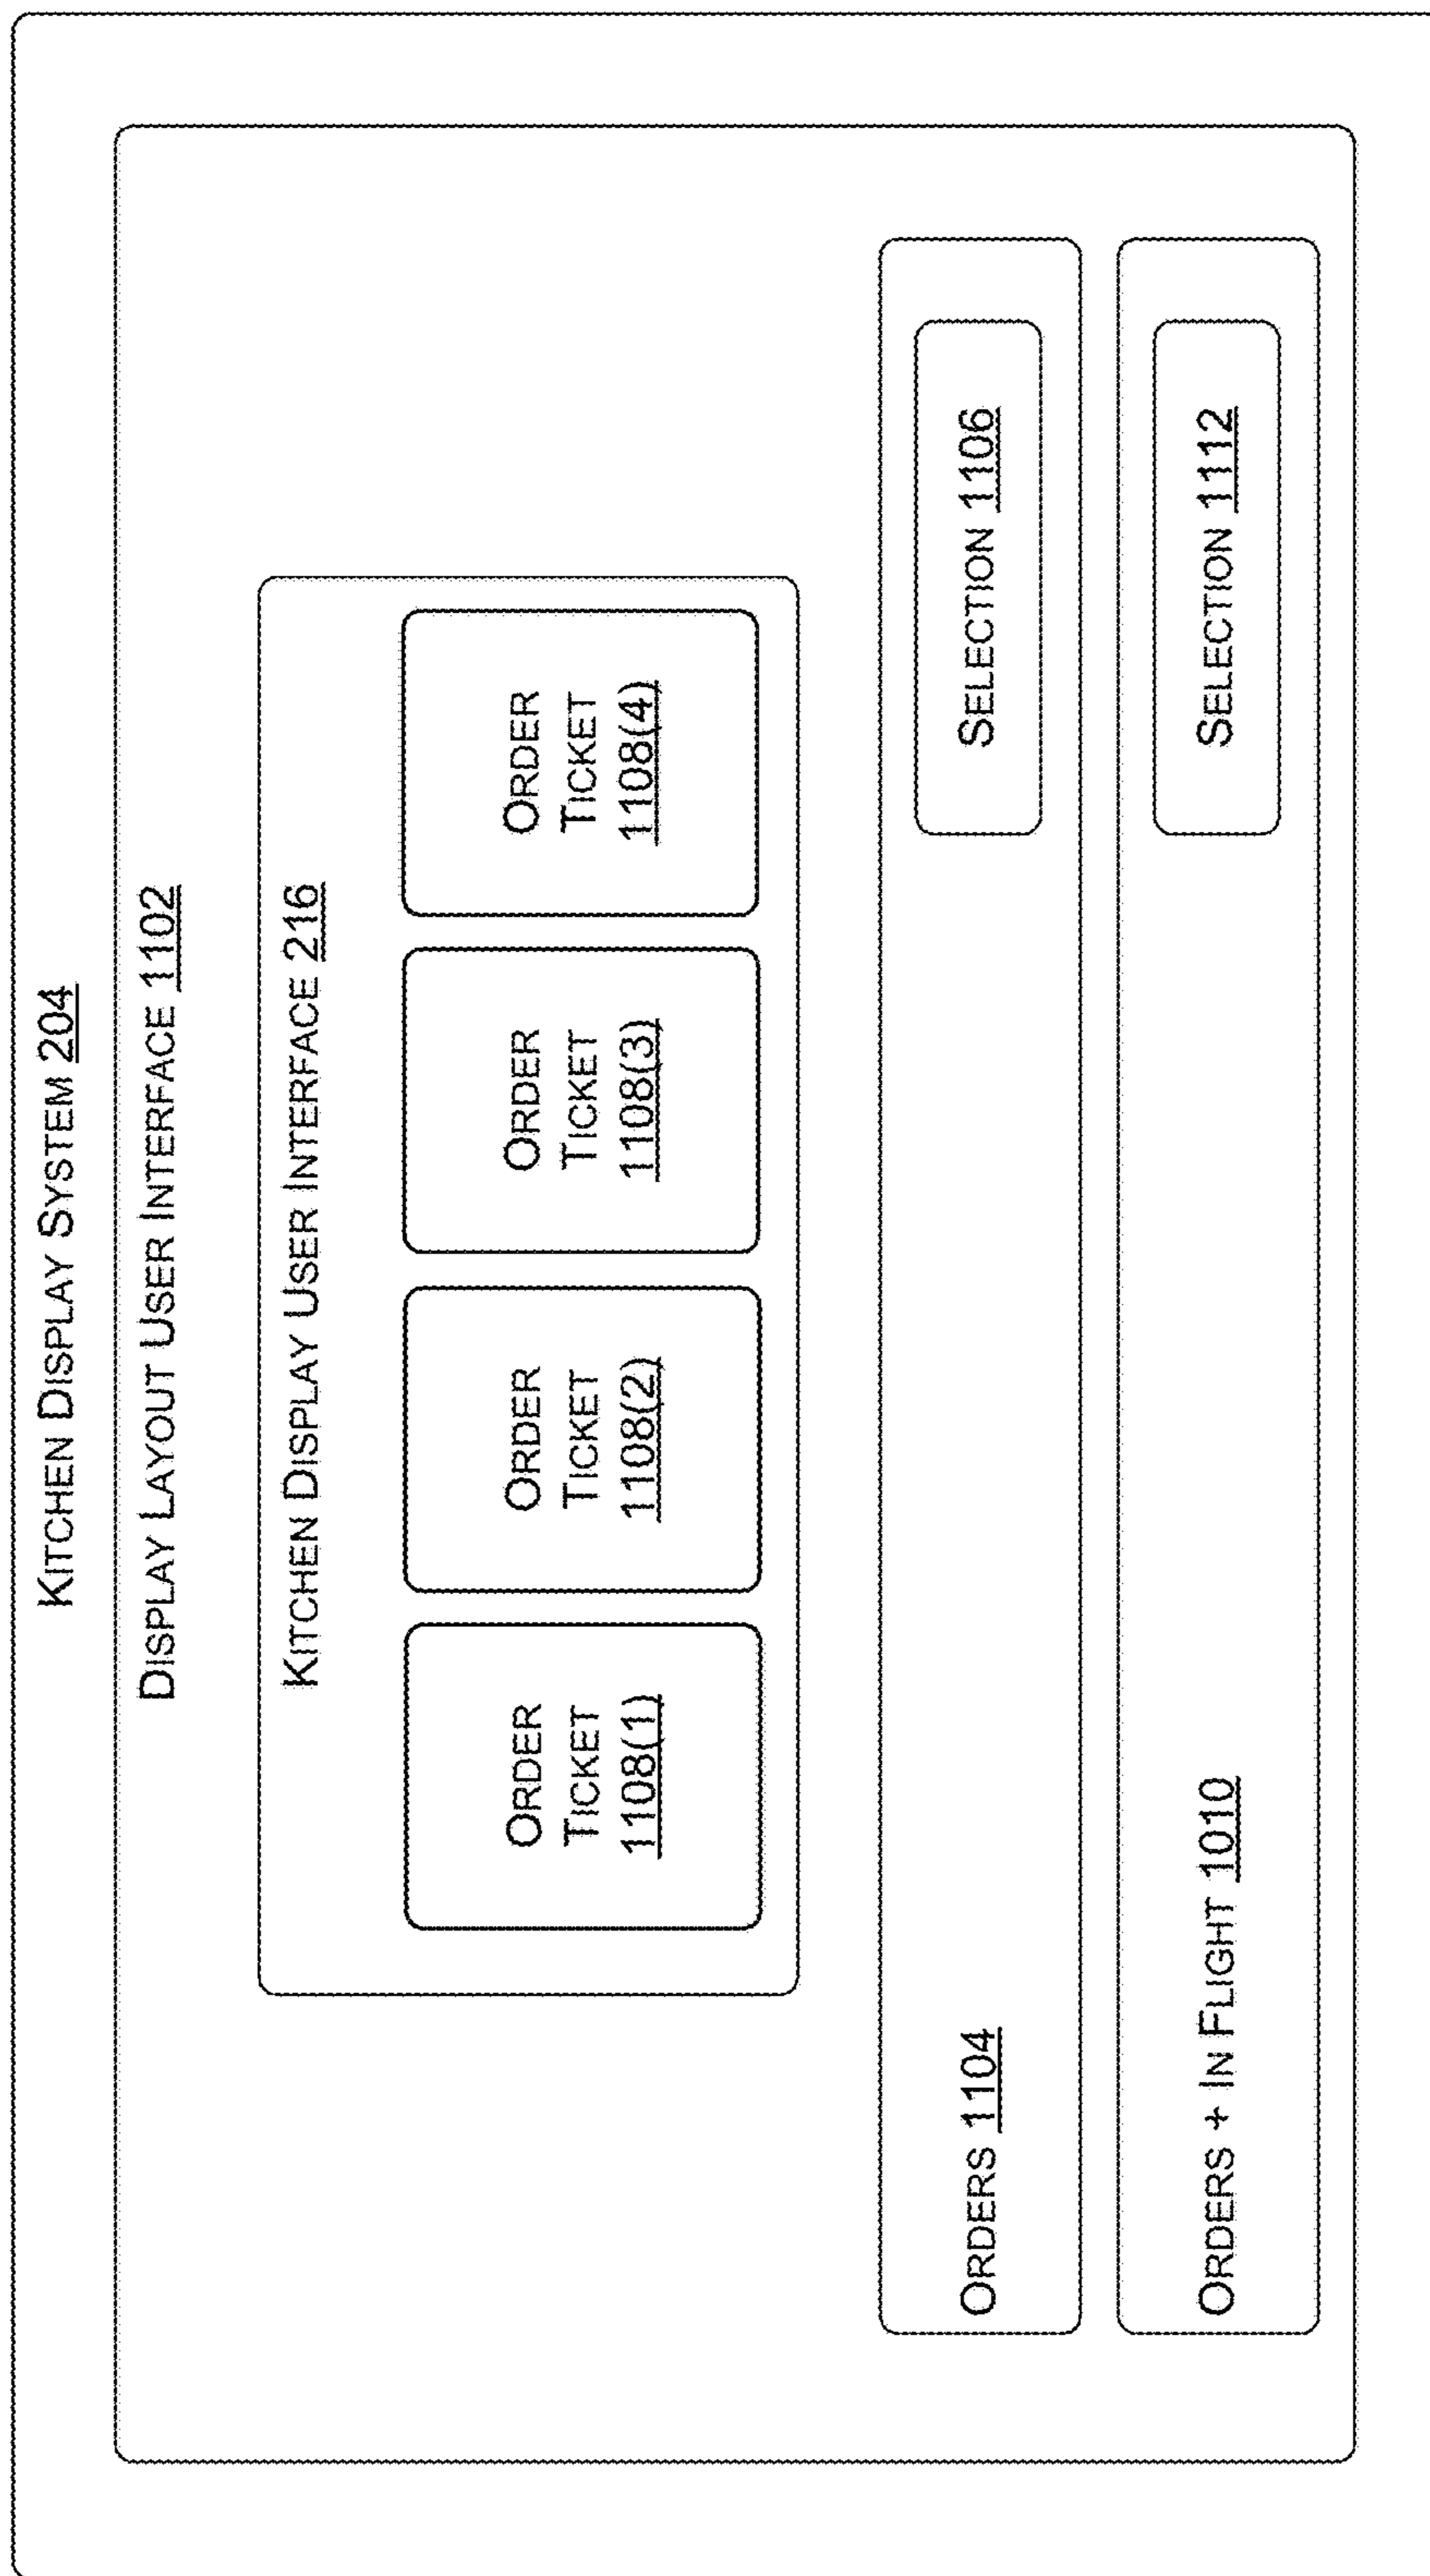 KITCHEN DISPLAY SYSTEM 204
DISPLAY LAYOUT USER INTERFACE 1102
KITCHEN DISPLAY USER INTERFACE 216
ORDER
TICKET
1108(1)
ORDER
TICKET
1108(2)
ORDER
TICKET
1108(3)
ORDER
TICKET
1108(4)
ORDERS 1104
SELECTION 1106
ORDERS + IN FLIGHT 1010
SELECTION 1112